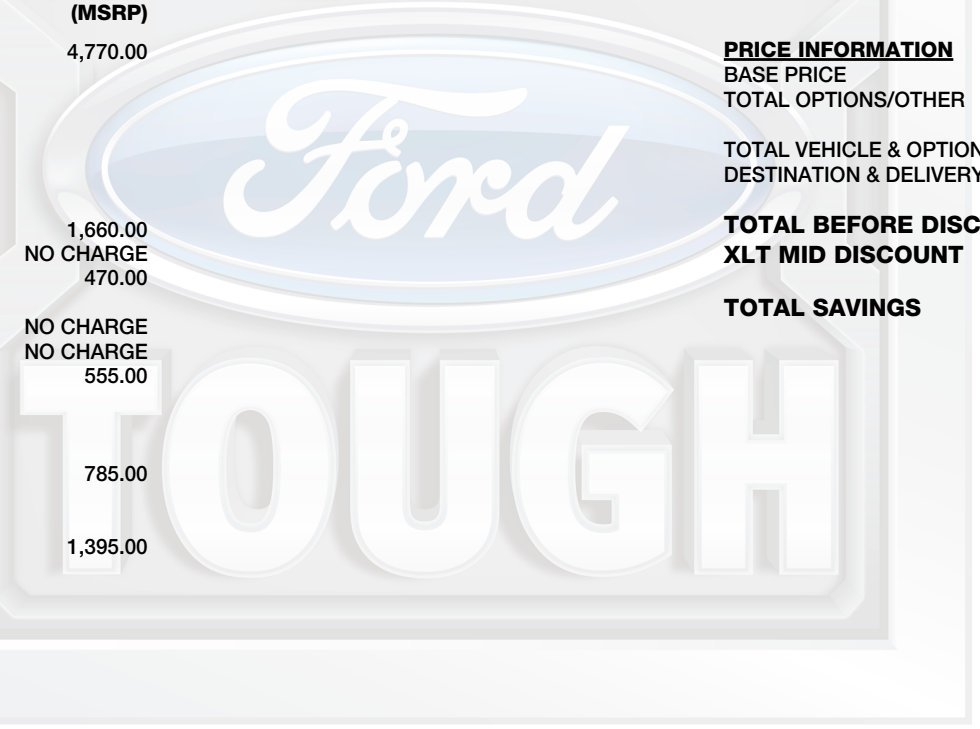 (MSRP)
4,770.00
1,660.00
NO CHARGE
470.00
NO CHARGE
NO CHARGE
555.00
785.00
1,395.00
PRICE INFORMATION
BASE PRICE
TOTAL OPTIONS/OTHER
TOTAL VEHICLE & OPTION
DESTINATION & DELIVERY
TOTAL BEFORE DISC
XLT MID DISCOUNT
TOTAL SAVINGS
Ford
TOUGH